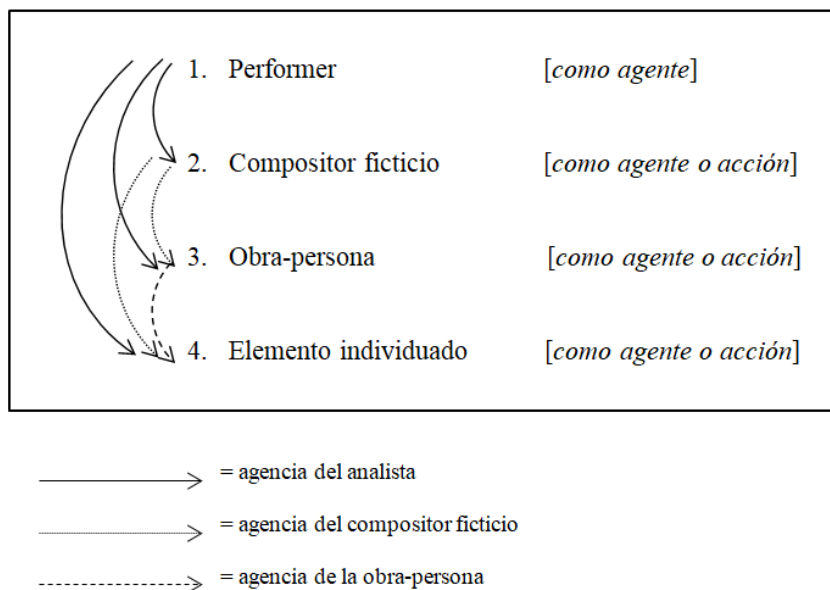 1. Performer [como agente]
2. Compositor ficticio [como agente o acción]
3. Obra-persona [como agente o acción]
4. Elemento individuado [como agente o acción]
= agencia del analista
= agencia del compositor ficticio
= agencia de la obra-persona